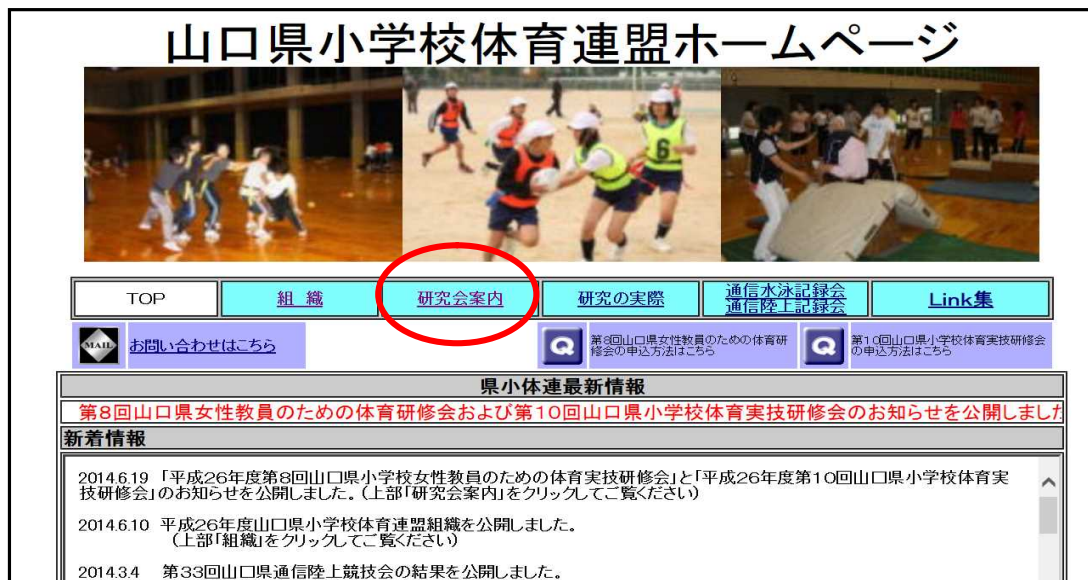 山口県小学校体育連盟ホームページ
6
TOP
組 織
研究会案内
研究の実際
通信水泳記録会
通信陸上記録会
Link集
MAIL
お問い合わせはこちら
Q
第8回山口県女性教員のための体育研
修会の申込方法はこちら
Q
第10回山口県小学校体育実技研修会
の申込方法はこちら
県小体連最新情報
第8回山口県女性教員のための体育研修会および第10回山口県小学校体育実技研修会のお知らせを公開しました
新着情報
2014.6.19 「平成26年度第8回山口県小学校女性教員のための体育実技研修会」と「平成26年度第10回山口県小学校体育実
技研修会」のお知らせを公開しました。(上部「研究会案内」をクリックしてご覧ください)
2014.6.10 平成26年度山口県小学校体育連盟組織を公開しました。
(上部「組織」をクリックしてご覧ください)
2014.3.4 第33回山口県通信陸上競技会の結果を公開しました。